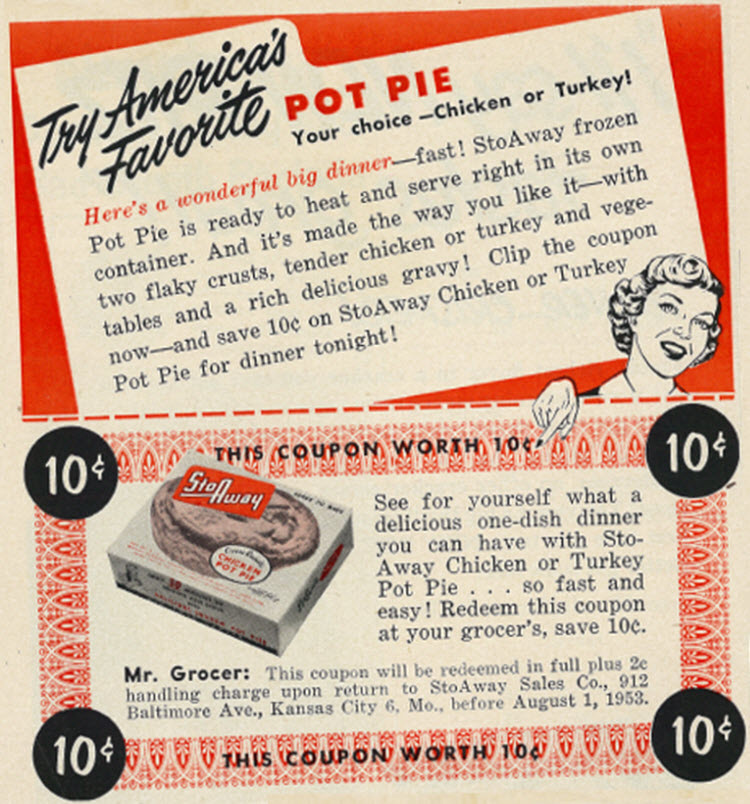 Try America's
Favorite POT PIE
Your choice—Chicken or Turkey!
Here's a wonderful big dinner—fast! StoAway frozen
Pot Pie is ready to heat and serve right in its own
container. And it's made the way you like it—with
two flaky crusts, tender chicken or turkey and vege-
tables and a rich delicious gravy! Clip the coupon
now—and save 10¢ on StoAway Chicken or Turkey
Pot Pie for dinner tonight!
THIS COUPON WORTH 10¢
10¢
10¢
StoAway
CHICKEN
POT PIE
See for yourself what a
delicious one-dish dinner
you can have with Sto-
Away Chicken or Turkey
Pot Pie . . . so fast and
easy! Redeem this coupon
at your grocer's, save 10¢.
Mr. Grocer: This coupon will be redeemed in full plus 2c
handling charge upon return to StoAway Sales Co., 912
Baltimore Ave., Kansas City 6, Mo., before August 1, 1953.
10¢
THIS COUPON WORTH 10¢
10¢